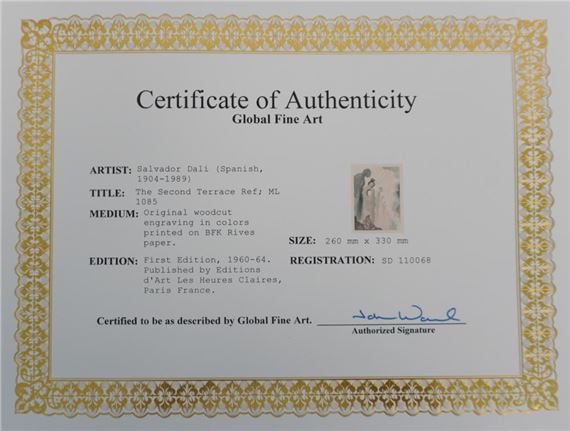 Certificate of Authenticity
Global Fine Art
ARTIST: Salvador Dali (Spanish,
1904-1989)
TITLE: The Second Terrace Ref; ML
1085
MEDIUM: Original woodcut
engraving in colors
printed on BFK Rives
paper.
SIZE: 260 mm x 330 mm
EDITION: First Edition, 1960-64.
Published by Editions
d'Art Les Heures Claires,
Paris France.
REGISTRATION: SD 110068
Certified to be as described by Global Fine Art.
Authorized Signature